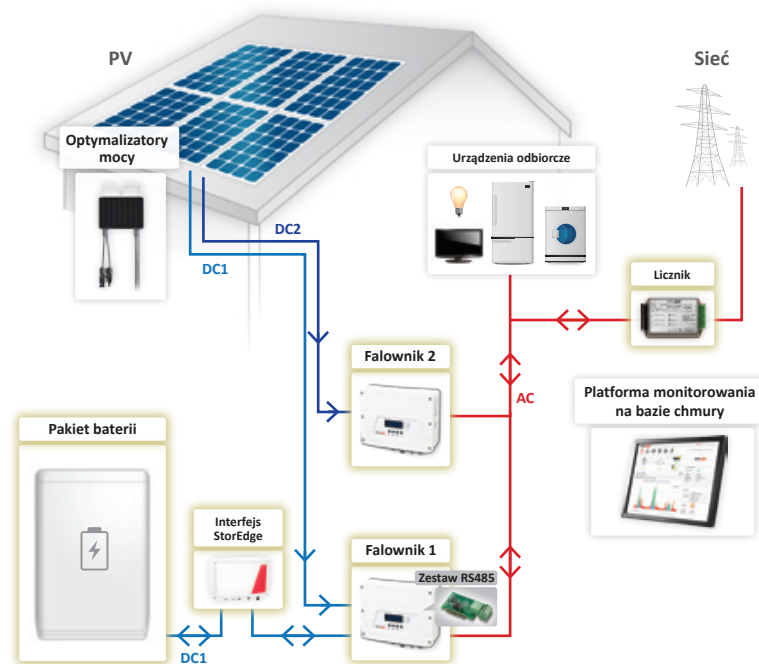 PV
Sieć
Optymalizatory
mocy
Urządzenia odbiorcze
DC2
DC1
Licznik
Falownik 2
AC
Platforma monitorowania
na bazie chmury
Pakiet baterii
Interfejs
StorEdge
Falownik 1
Zestaw RS485
DC1